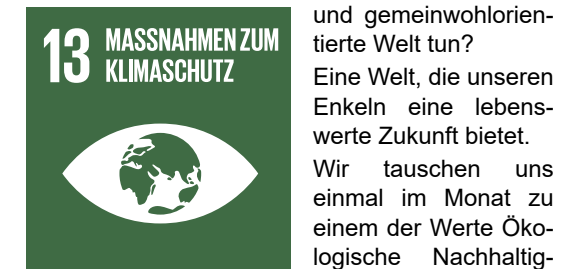 13 MASSNAHMEN ZUM
KLIMASCHUTZ
und gemeinwohlorien-
tierte Welt tun?
Eine Welt, die unseren
Enkeln eine lebens-
werte Zukunft bietet.
Wir tauschen uns
einmal im Monat zu
einem der Werte Öko-
logische Nachhaltig-